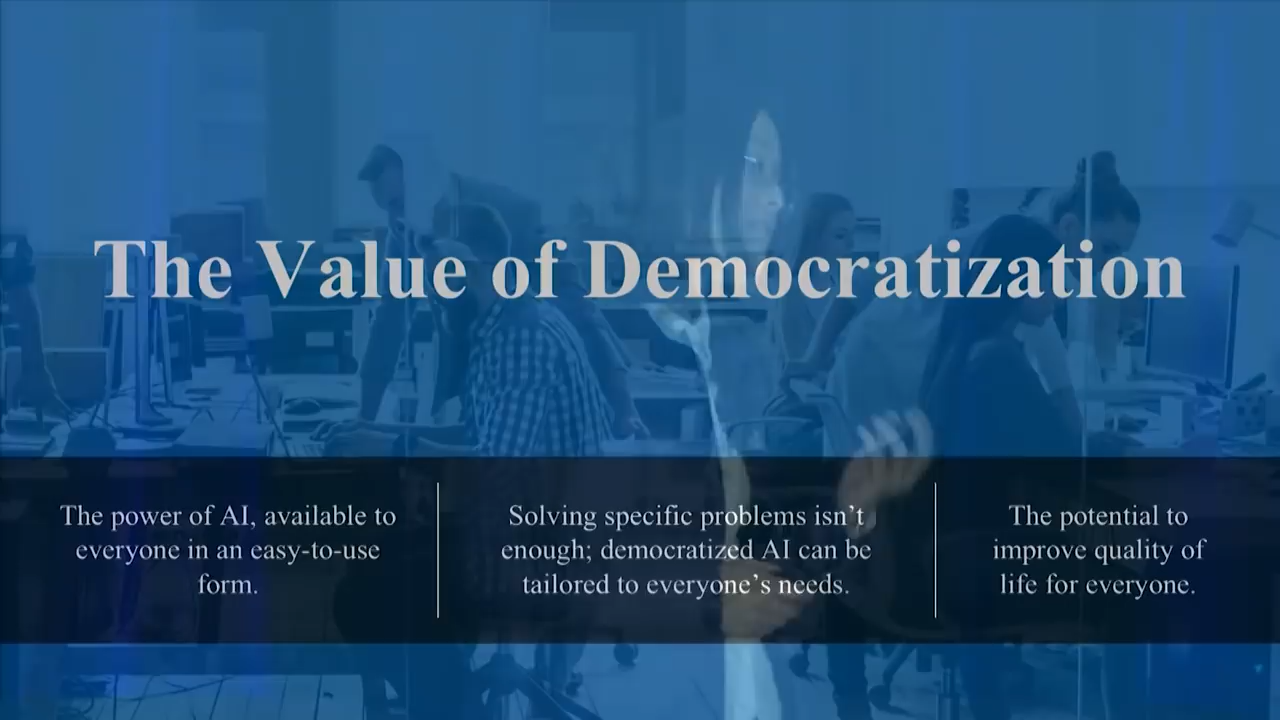 The Value of Democratization
The power of AI, available to
everyone in an easy-to-use
form.
Solving specific problems isn't
enough; democratized AI can be
tailored to everyone's needs.
The potential to
improve quality of
life for everyone.